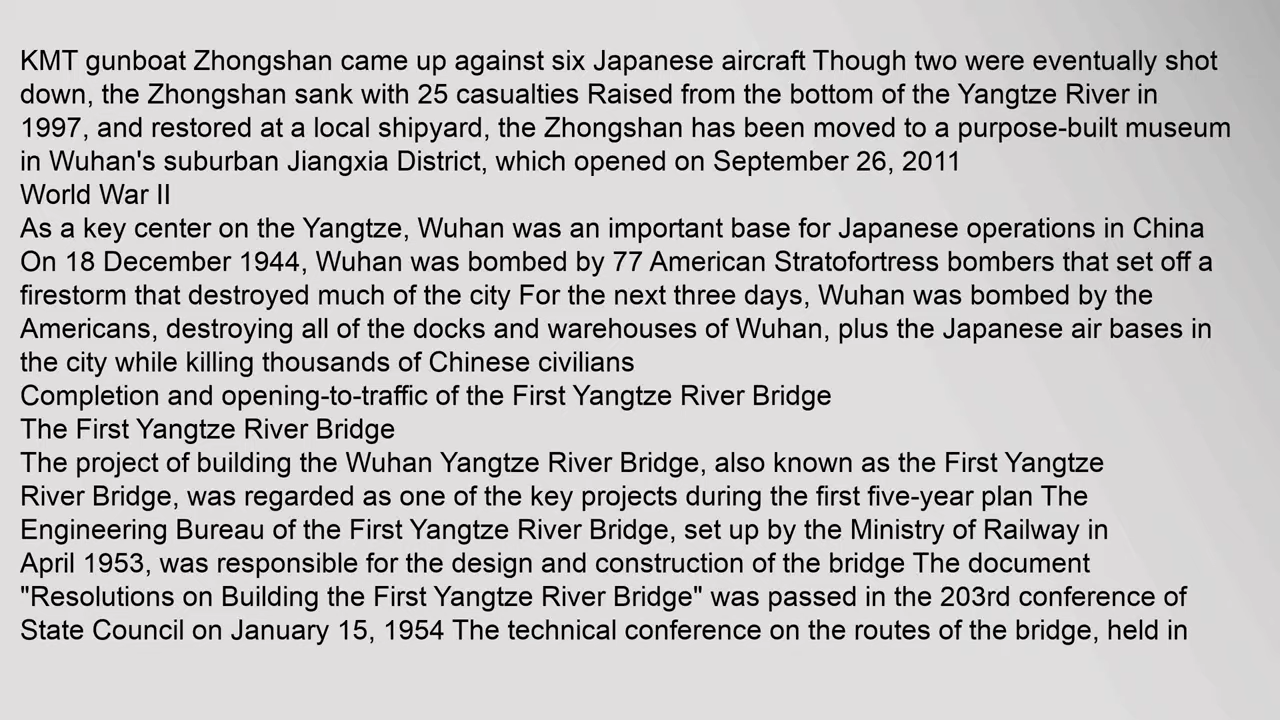 KMT gunboat Zhongshan came up against six Japanese aircraft Though two were eventually shot
down, the Zhongshan sank with 25 casualties Raised from the bottom of the Yangtze River in
1997, and restored at a local shipyard, the Zhongshan has been moved to a purpose-built museum
in Wuhan's suburban Jiangxia District, which opened on September 26, 2011
World War II
As a key center on the Yangtze, Wuhan was an important base for Japanese operations in China
On 18 December 1944, Wuhan was bombed by 77 American Stratofortress bombers that set off a
firestorm that destroyed much of the city For the next three days, Wuhan was bombed by the
Americans, destroying all of the docks and warehouses of Wuhan, plus the Japanese air bases in
the city while killing thousands of Chinese civilians
Completion and opening-to-traffic of the First Yangtze River Bridge
The First Yangtze River Bridge
The project of building the Wuhan Yangtze River Bridge, also known as the First Yangtze
River Bridge, was regarded as one of the key projects during the first five-year plan The
Engineering Bureau of the First Yangtze River Bridge, set up by the Ministry of Railway in
April 1953, was responsible for the design and construction of the bridge The document
"Resolutions on Building the First Yangtze River Bridge" was passed in the 203rd conference of
State Council on January 15, 1954 The technical conference on the routes of the bridge, held in